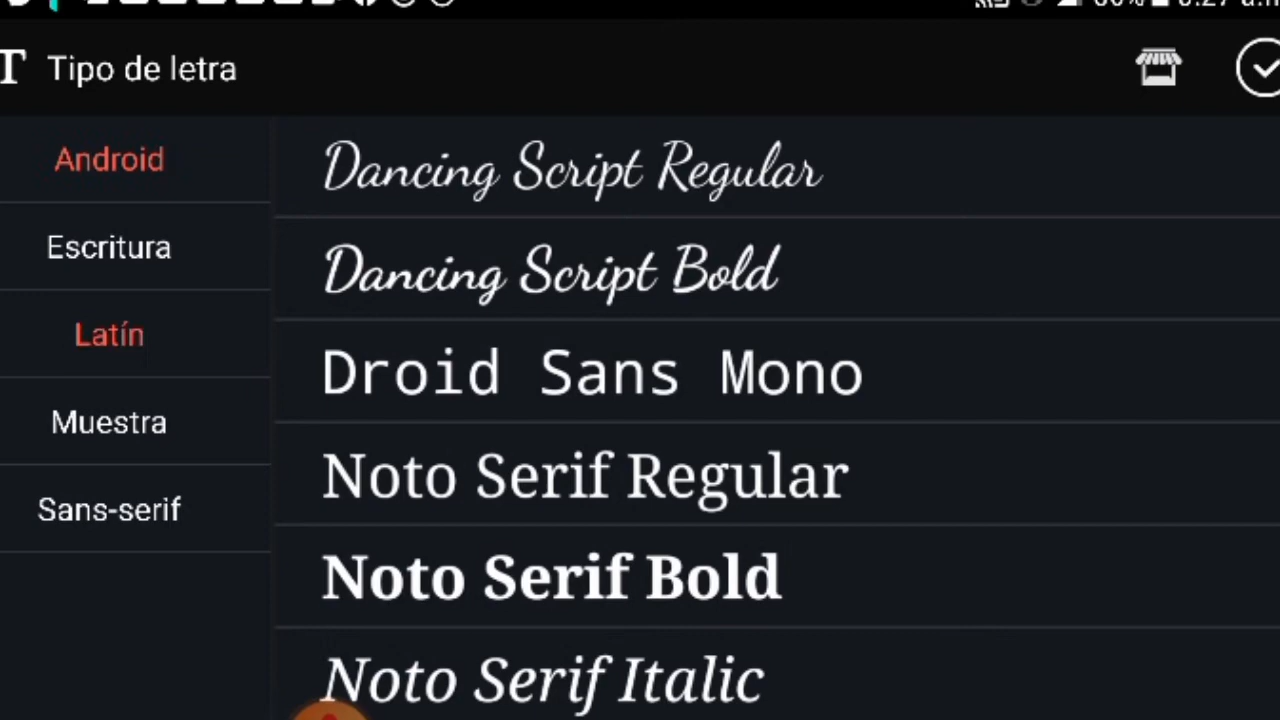 T Tipo de letra
Android
Escritura
Latín
Muestra
Sans-serif
Dancing Script Regular
Dancing Script Bold
Droid Sans Mono
Noto Serif Regular
Noto Serif Bold
Noto Serif Italic